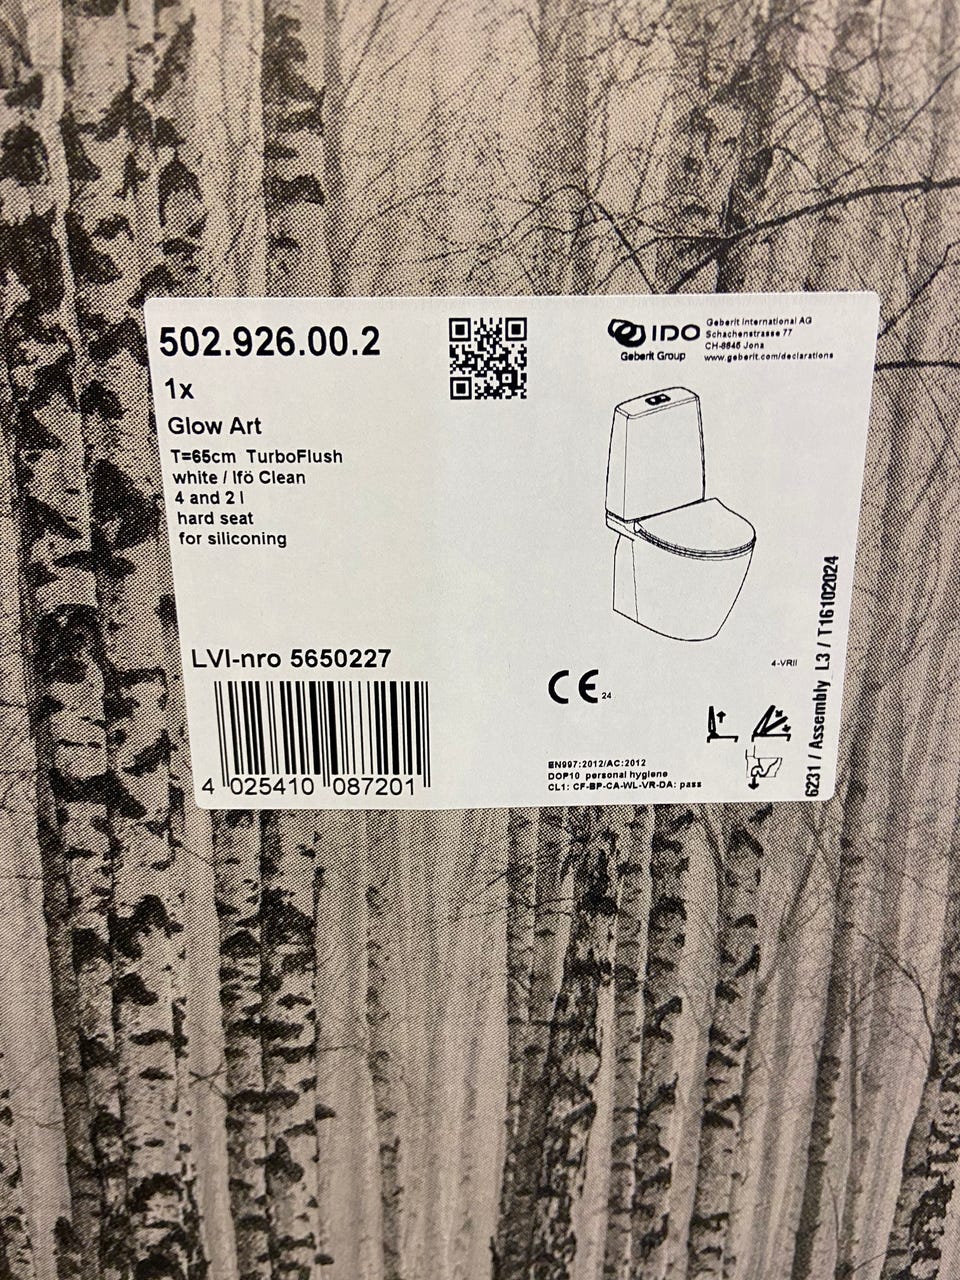 502.926.00.2
1x
Glow Art
T=65cm TurboFlush
white / Ifö Clean
4 and 2 l
hard seat
for siliconing
IDO
Geberit Group
Geberit International AG
Schachenstrasse 77
CH-8645 Jona
www.geberit.com/declarations
LVI-nro 5650227
4 025410 087201
CE 24
4-VRII
EN997:2012/AC:2012
DOP10 personal hygiene
CL1: CF-BP-CA-WL-VR-DA: pass
6231 / Assembly_L3 / T16102024